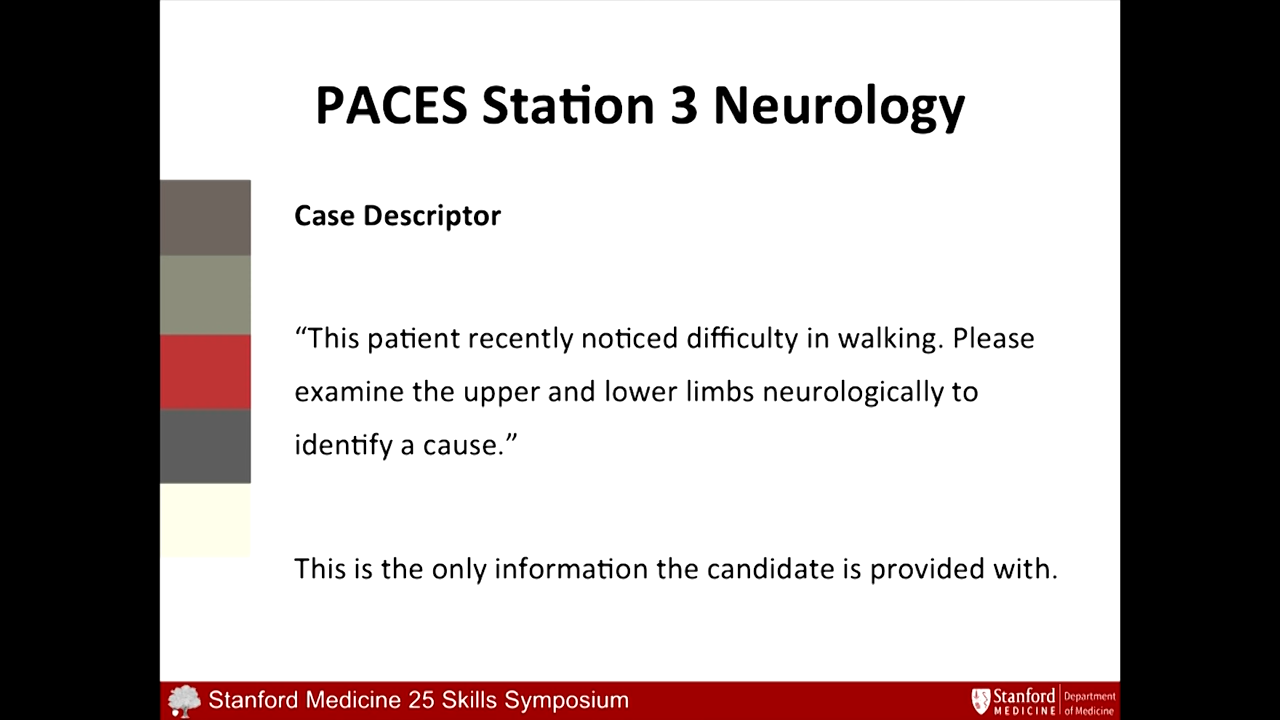 PACES Station 3 Neurology
Case Descriptor
“This patient recently noticed difficulty in walking. Please
examine the upper and lower limbs neurologically to
identify a cause.”
This is the only information the candidate is provided with.
Stanford Medicine 25 Skills Symposium
Stanford
MEDICINE
Department
of Medicine